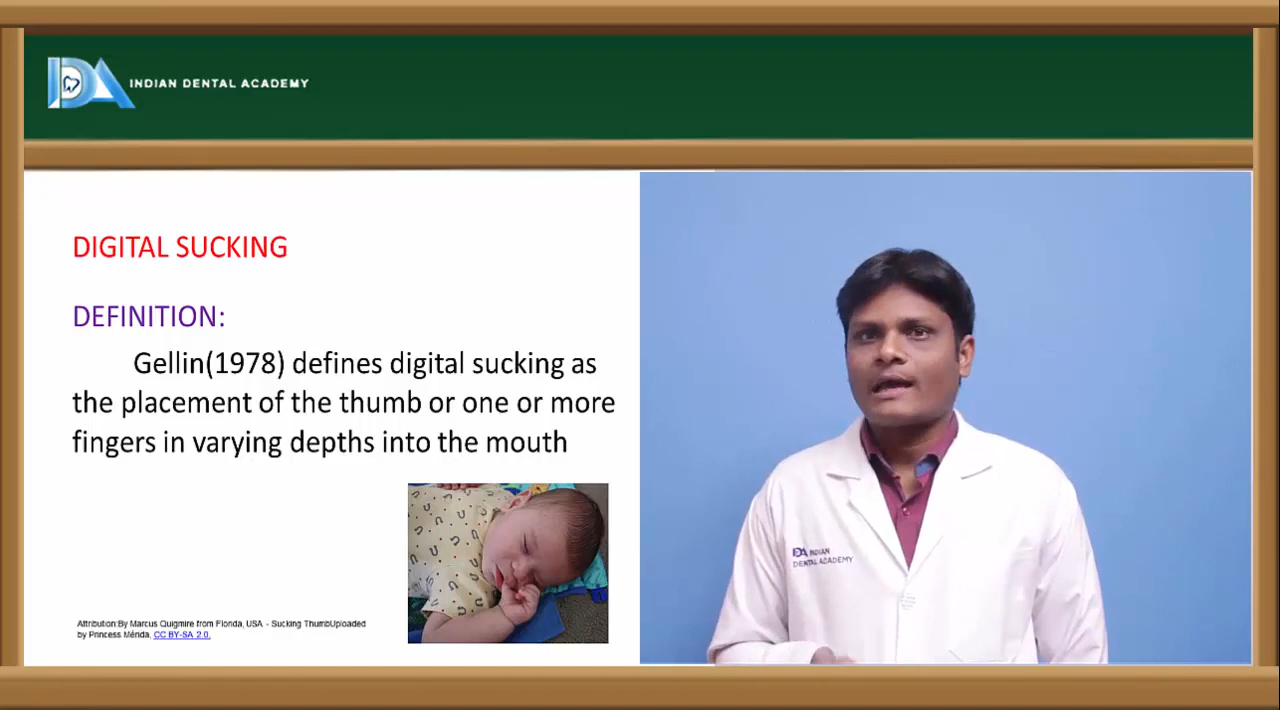 INDIAN DENTAL ACADEMY
DIGITAL SUCKING
DEFINITION:
Gellin(1978) defines digital sucking as
the placement of the thumb or one or more
fingers in varying depths into the mouth
Attribution:By Marcus Quigmire from Florida, USA - Sucking ThumbUploaded
by Princess Mérida, CC BY-SA 2.0.
IDA INDIAN
DENTAL ACADEMY